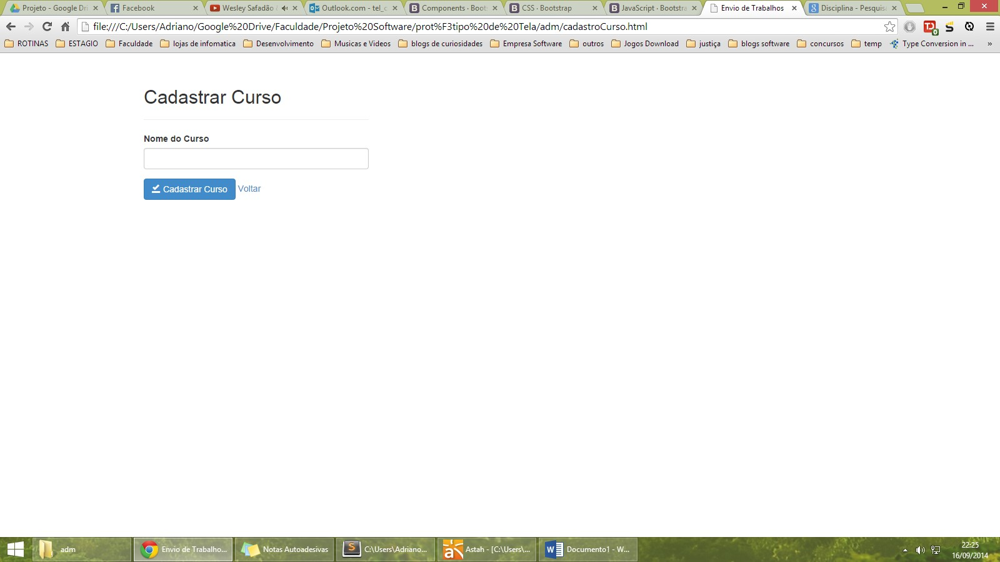 Projeto - Google Dri
Facebook
Wesley Safadão
Outlook.com - tel_c
Components · Boot
CSS · Bootstrap
JavaScript · Bootstra
Envio de Trabalhos
Disciplina - Pesquisa
file:///C:/Users/Adriano/Google%20Drive/Faculdade/Projeto%20Software/prot%F3tipo%20de%20Tela/adm/cadastroCurso.html
ROTINAS
ESTAGIO
Faculdade
lojas de infomatica
Desenvolvimento
Musicas e Videos
blogs de curiosidades
Empresa Software
outros
Jogos Download
justiça
blogs software
concursos
temp
Type Conversion in ...
»
Cadastrar Curso
Nome do Curso
Cadastrar Curso Voltar
adm
Envio de Trabalho...
Notas Autoadesivas
C:\Users\Adriano...
Astah - [C:\Users\...
Documento1 - W...
22:25
16/09/2014